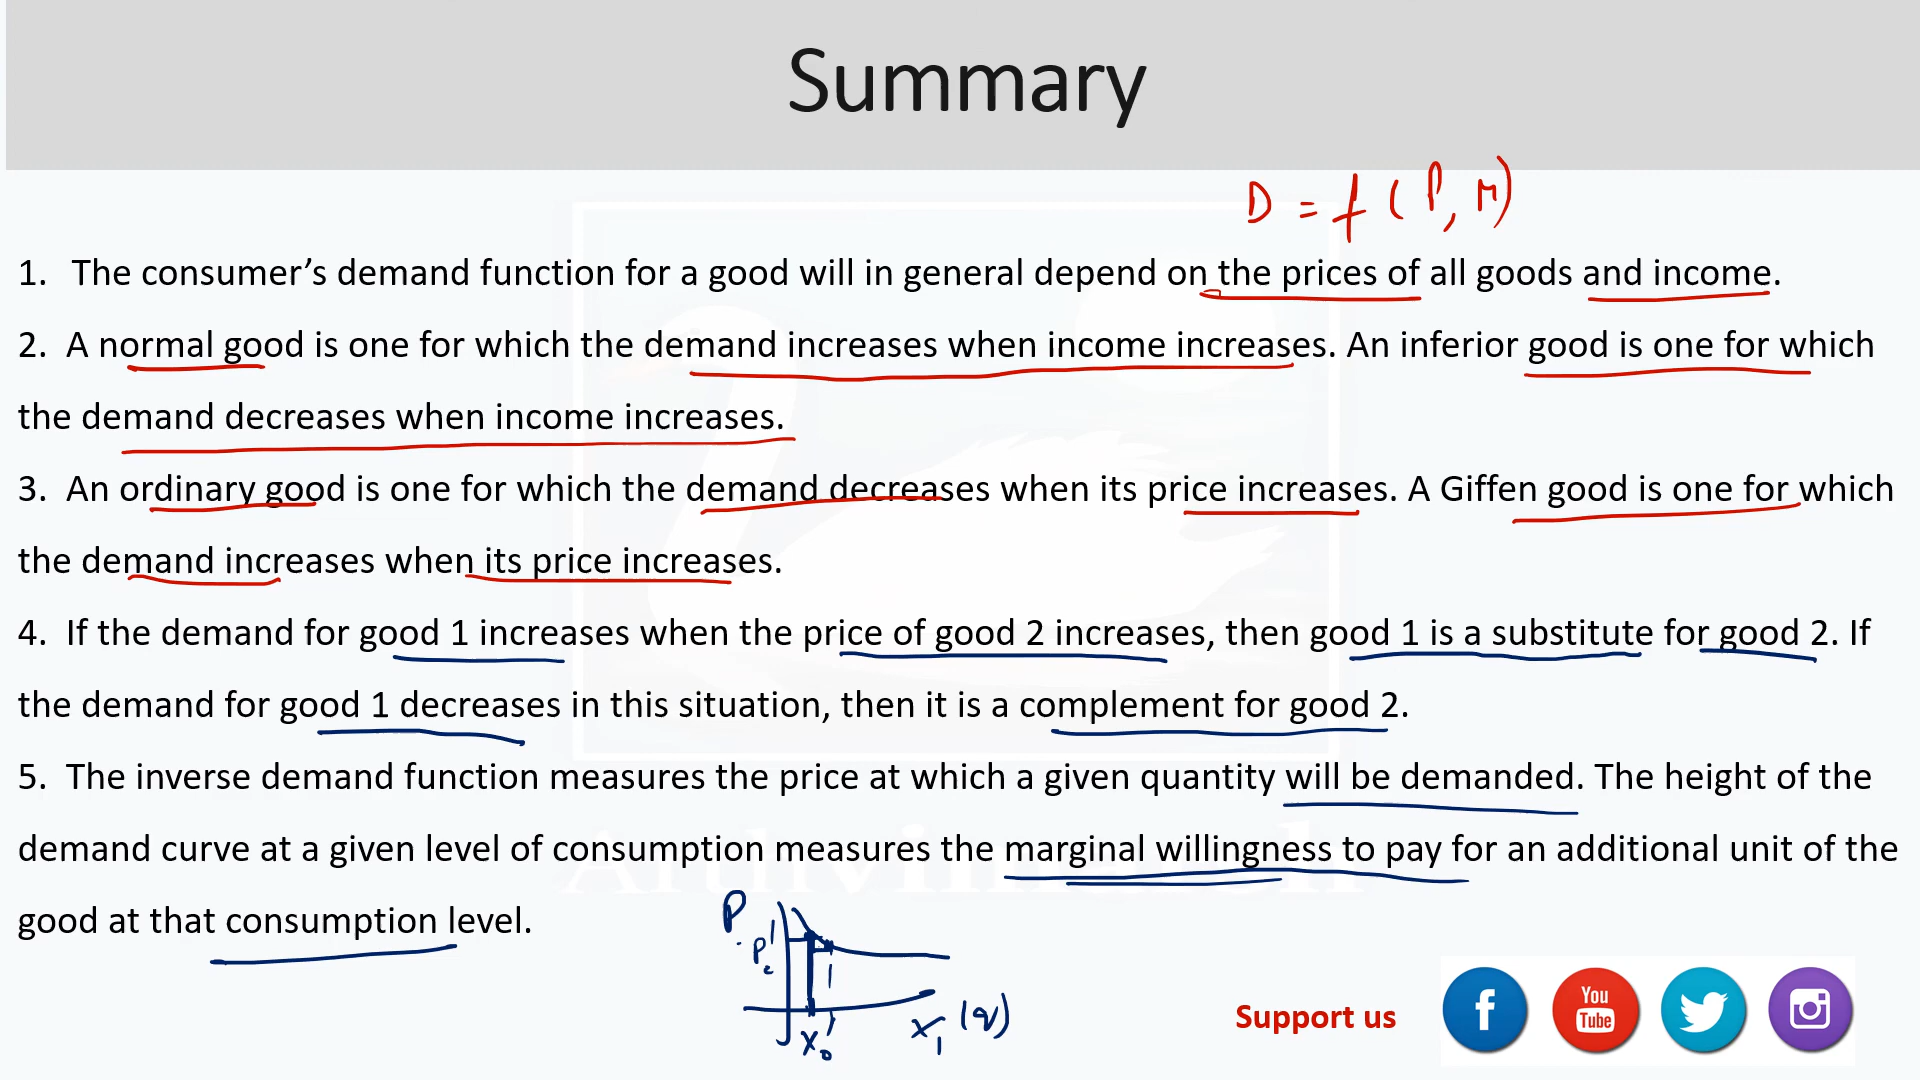 Summary
D = f (P, M)
1. The consumer’s demand function for a good will in general depend on the prices of all goods and income.
2. A normal good is one for which the demand increases when income increases. An inferior good is one for which
the demand decreases when income increases.
3. An ordinary good is one for which the demand decreases when its price increases. A Giffen good is one for which
the demand increases when its price increases.
4. If the demand for good 1 increases when the price of good 2 increases, then good 1 is a substitute for good 2. If
the demand for good 1 decreases in this situation, then it is a complement for good 2.
5. The inverse demand function measures the price at which a given quantity will be demanded. The height of the
demand curve at a given level of consumption measures the marginal willingness to pay for an additional unit of the
good at that consumption level.
P
X₁ (q)
Support us
You
Tube